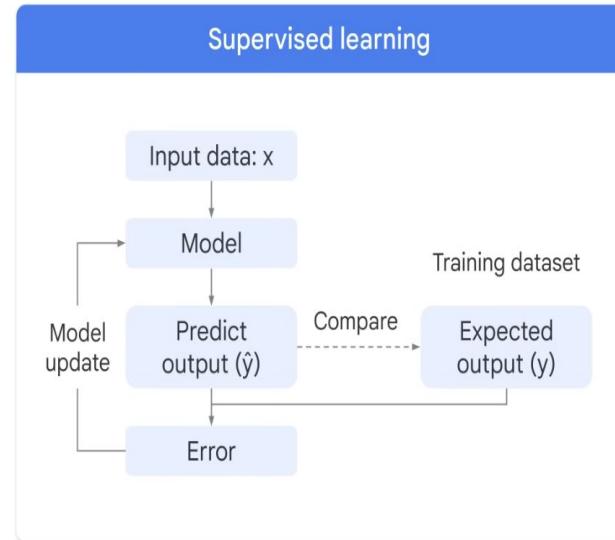 Supervised learning
Input data: x
Model
Training dataset
Predict
output (ŷ)
Compare
Expected
output (y)
Model
update
Error